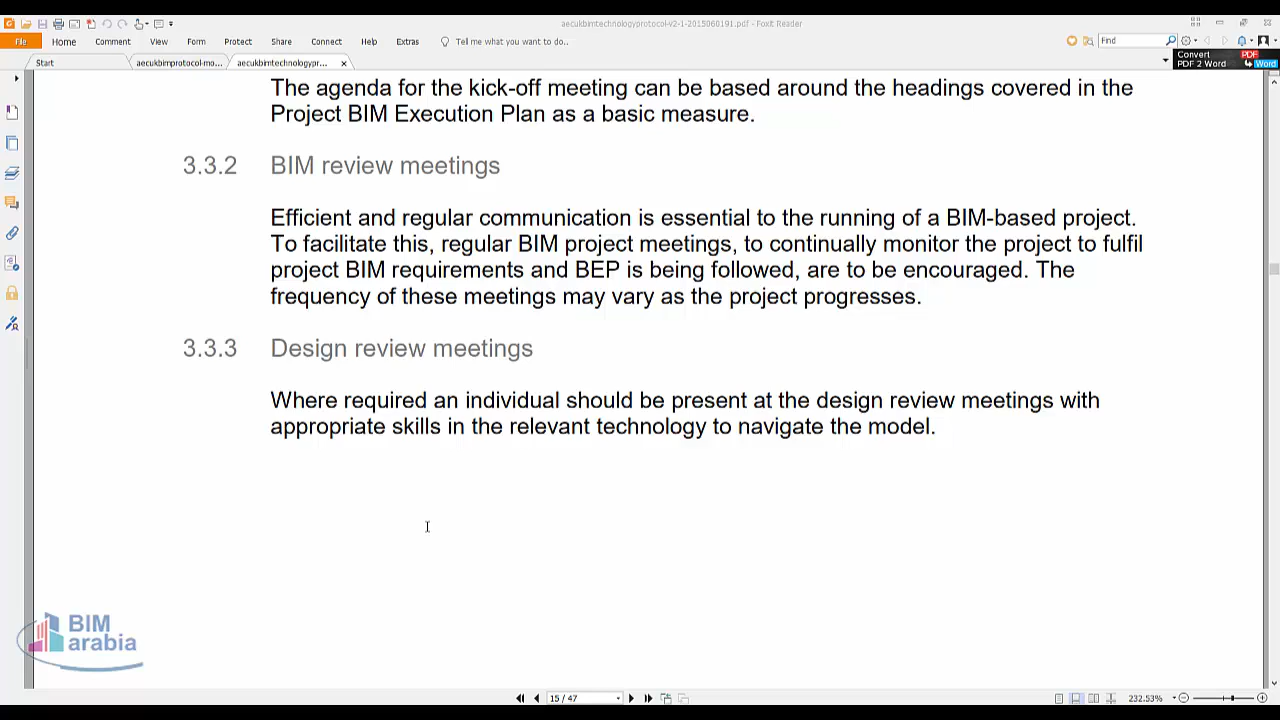 aecukbimtechnologyprotocol-v2-1-2015060191.pdf - Foxit Reader
File Home Comment View Form Protect Share Connect Help Extras Tell me what you want to do.. Find
Start aecukbimprotocol-mo... aecukbimtechnologypr...
Convert PDF
PDF 2 Word Word
The agenda for the kick-off meeting can be based around the headings covered in the
Project BIM Execution Plan as a basic measure.
3.3.2 BIM review meetings
Efficient and regular communication is essential to the running of a BIM-based project.
To facilitate this, regular BIM project meetings, to continually monitor the project to fulfil
project BIM requirements and BEP is being followed, are to be encouraged. The
frequency of these meetings may vary as the project progresses.
3.3.3 Design review meetings
Where required an individual should be present at the design review meetings with
appropriate skills in the relevant technology to navigate the model.
BIM
arabia
15 / 47 232.53%